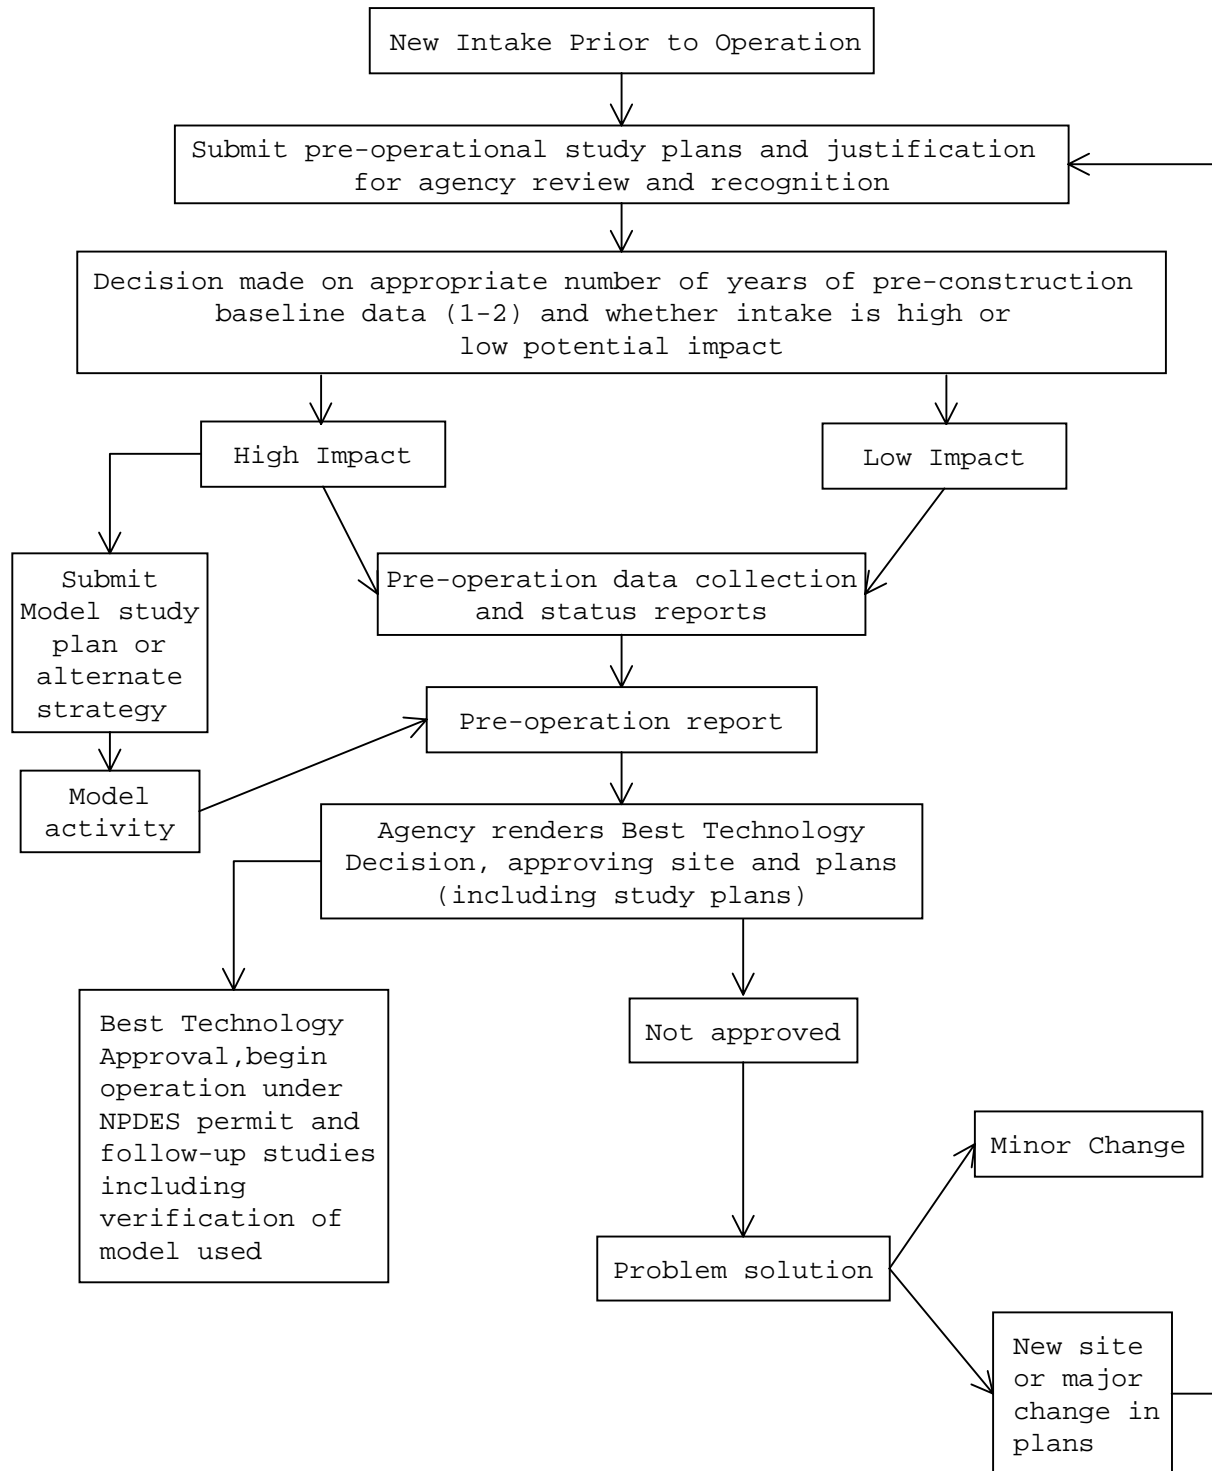 New Intake Prior to Operation
Submit pre-operational study plans and justification
for agency review and recognition
Decision made on appropriate number of years of pre-construction
baseline data (1-2) and whether intake is high or
low potential impact
High Impact
Low Impact
Submit
Model study
plan or
alternate
strategy
Pre-operation data collection
and status reports
Pre-operation report
Model
activity
Agency renders Best Technology
Decision, approving site and plans
(including study plans)
Best Technology
Approval,begin
operation under
NPDES permit and
follow-up studies
including
verification of
model used
Not approved
Minor Change
Problem solution
New site
or major
change in
plans